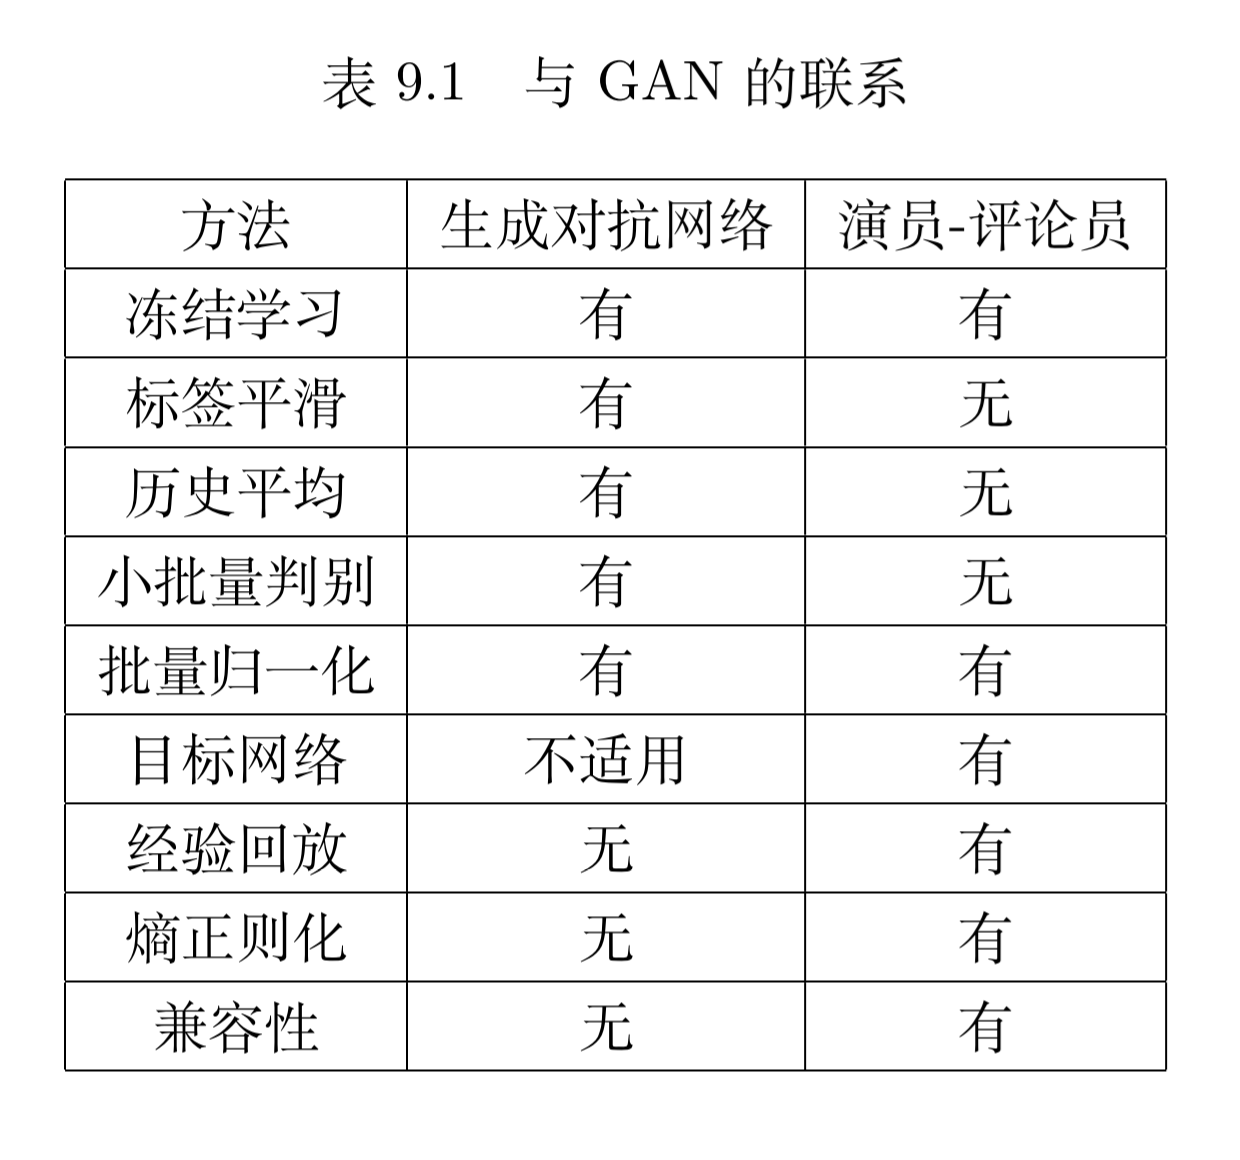 表 9.1 与 GAN 的联系
方法 生成对抗网络 演员-评论员
冻结学习 有 有
标签平滑 有 无
历史平均 有 无
小批量判别 有 无
批量归一化 有 有
目标网络 不适用 有
经验回放 无 有
熵正则化 无 有
兼容性 无 有